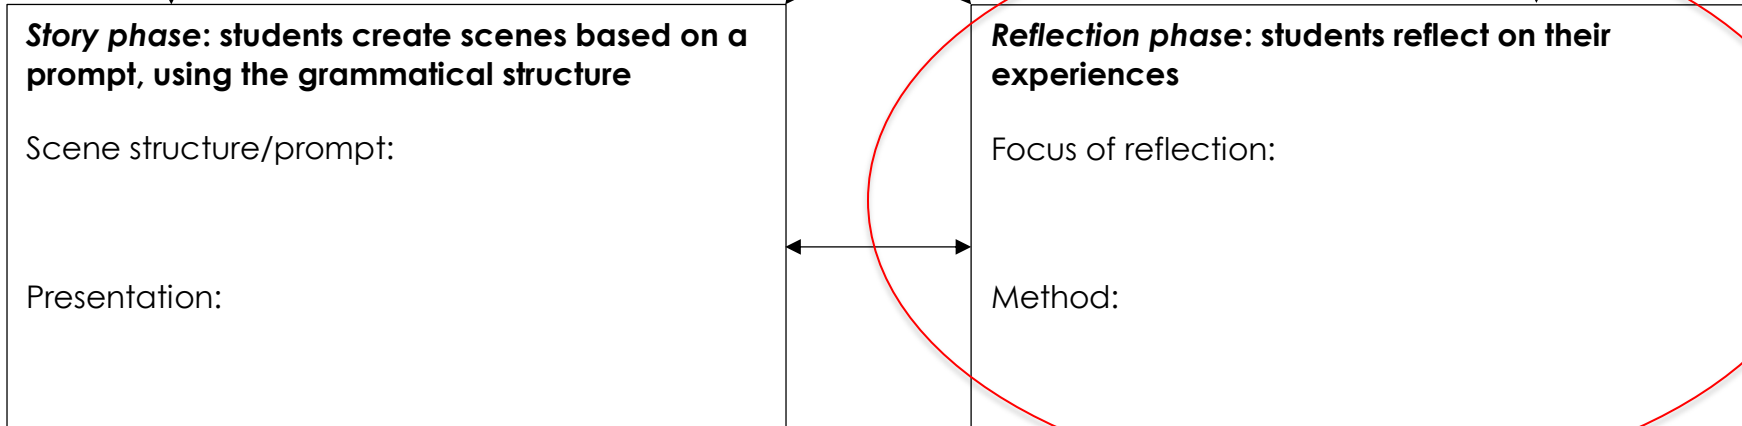 Story phase: students create scenes based on a
prompt, using the grammatical structure
Scene structure/prompt:
Presentation:
Reflection phase: students reflect on their
experiences
Focus of reflection:
Method: